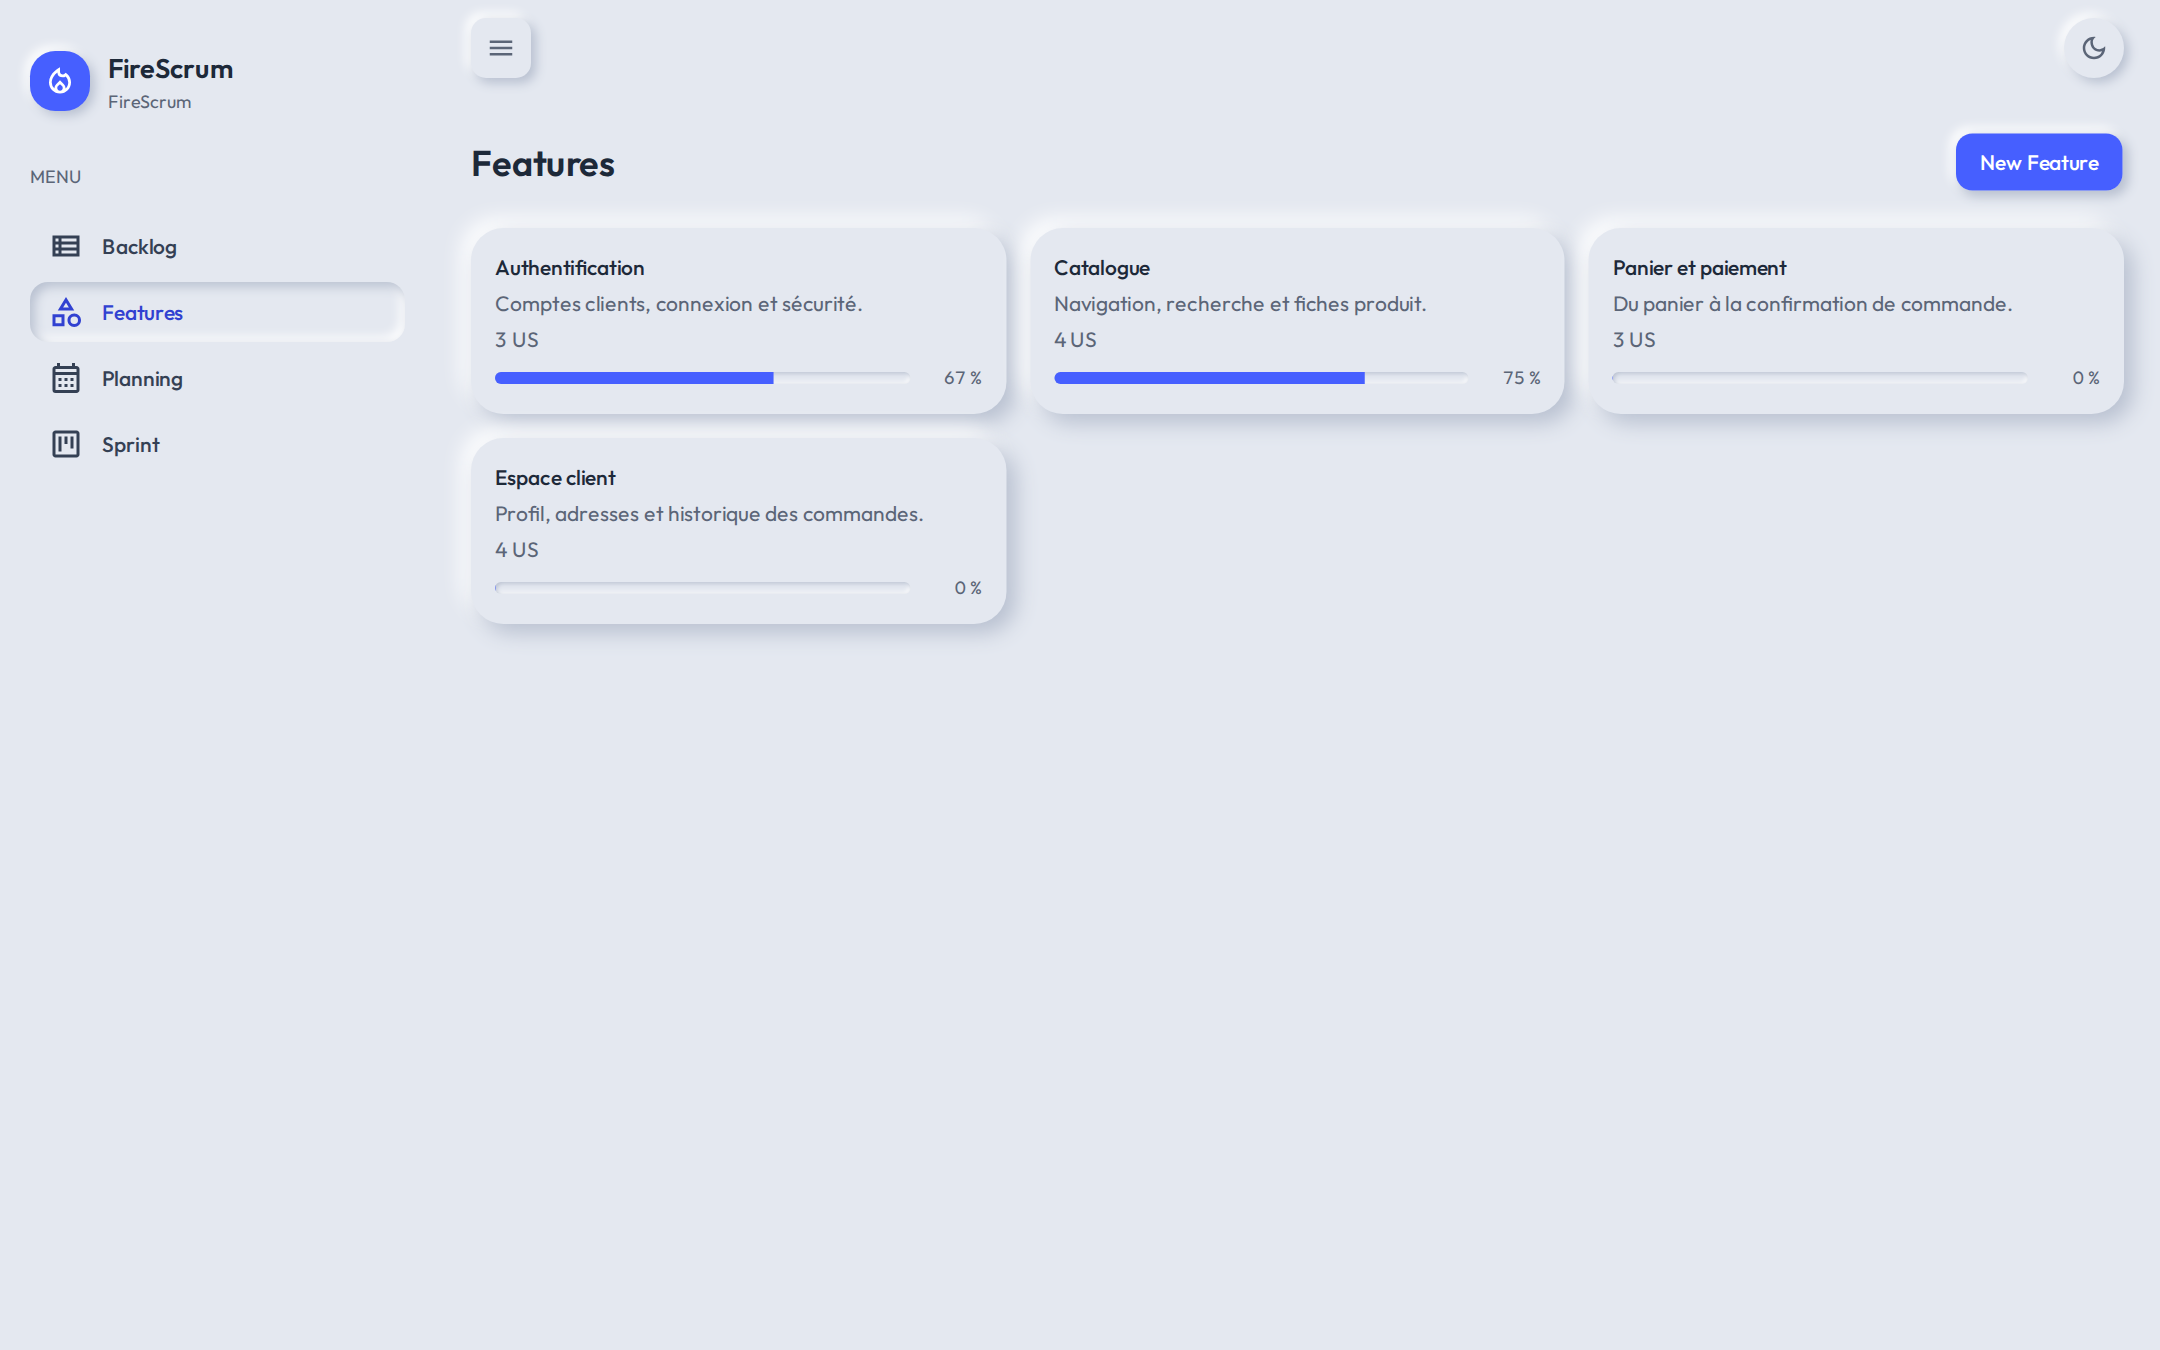 FireScrum
FireScrum
MENU
Backlog
Features
Planning
Sprint
Features
New Feature
Authentification
Comptes clients, connexion et sécurité.
3 US
67 %
Catalogue
Navigation, recherche et fiches produit.
4 US
75 %
Panier et paiement
Du panier à la confirmation de commande.
3 US
0 %
Espace client
Profil, adresses et historique des commandes.
4 US
0 %